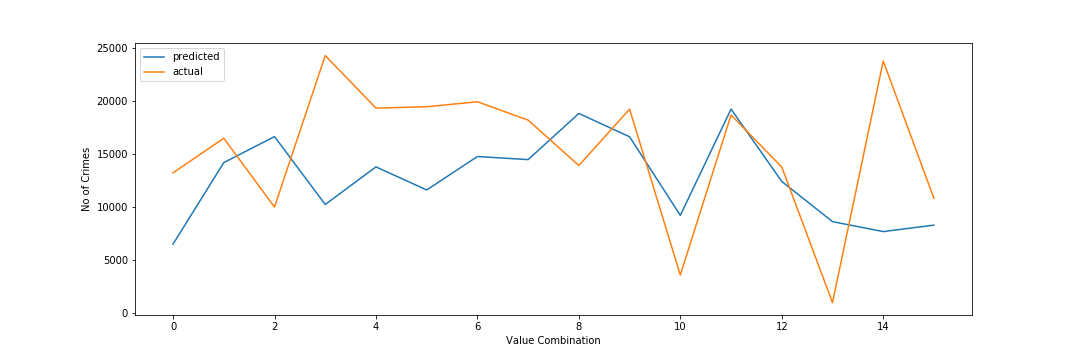 predicted
actual
25000
20000
15000
10000
5000
0
No of Crimes
0 2 4 6 8 10 12 14
Value Combination